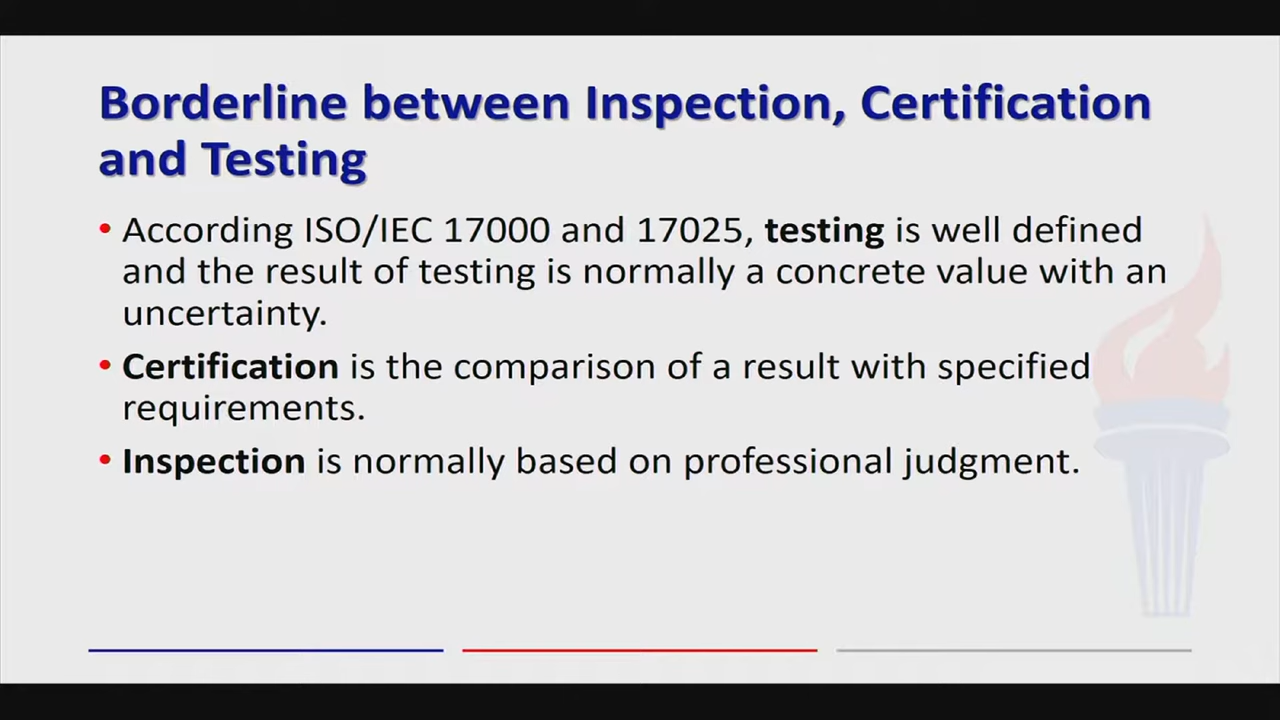 Borderline between Inspection, Certification
and Testing
• According ISO/IEC 17000 and 17025, testing is well defined
and the result of testing is normally a concrete value with an
uncertainty.
• Certification is the comparison of a result with specified
requirements.
• Inspection is normally based on professional judgment.